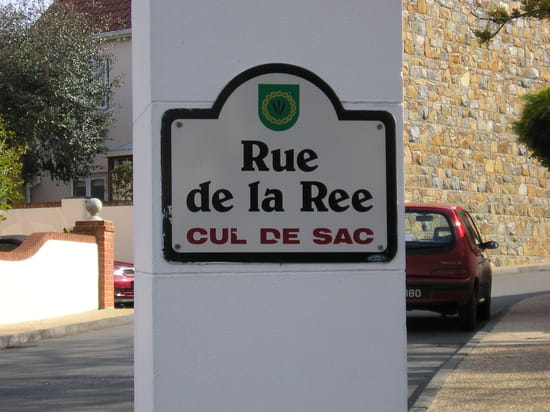 Rue
de la Ree
CUL DE SAC